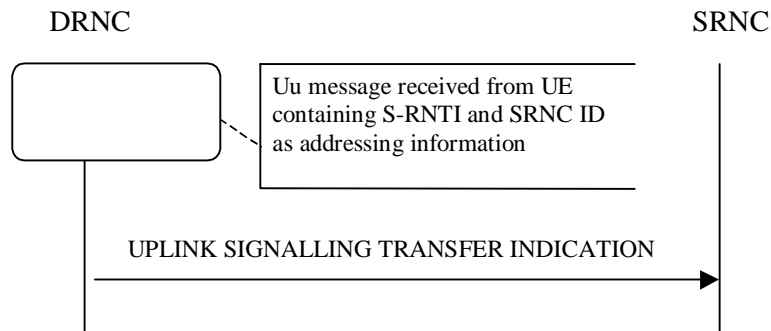 DRNC
SRNC
Uu message received from UE
containing S-RNTI and SRNC ID
as addressing information
UPLINK SIGNALLING TRANSFER INDICATION